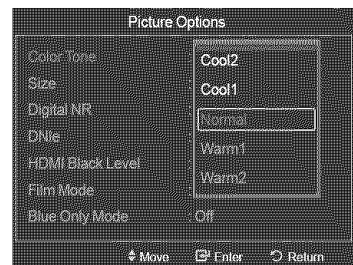 Picture Options
Color Tone
Size
Digital NR
DNIe
HDMI Black Level
Film Mode
Blue Only Mode : Off
Cool2
Cool1
Normal
Warm1
Warm2
Move Enter Return